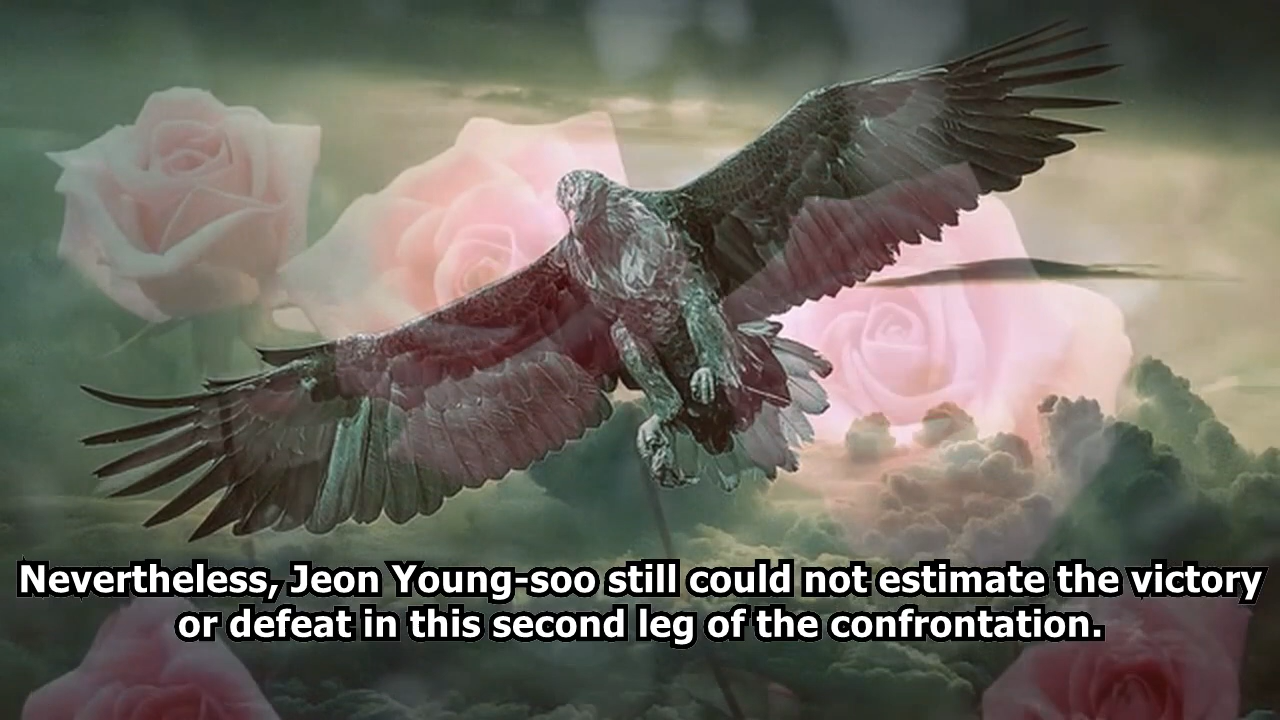 Nevertheless, Jeon Young-soo still could not estimate the victory
or defeat in this second leg of the confrontation.